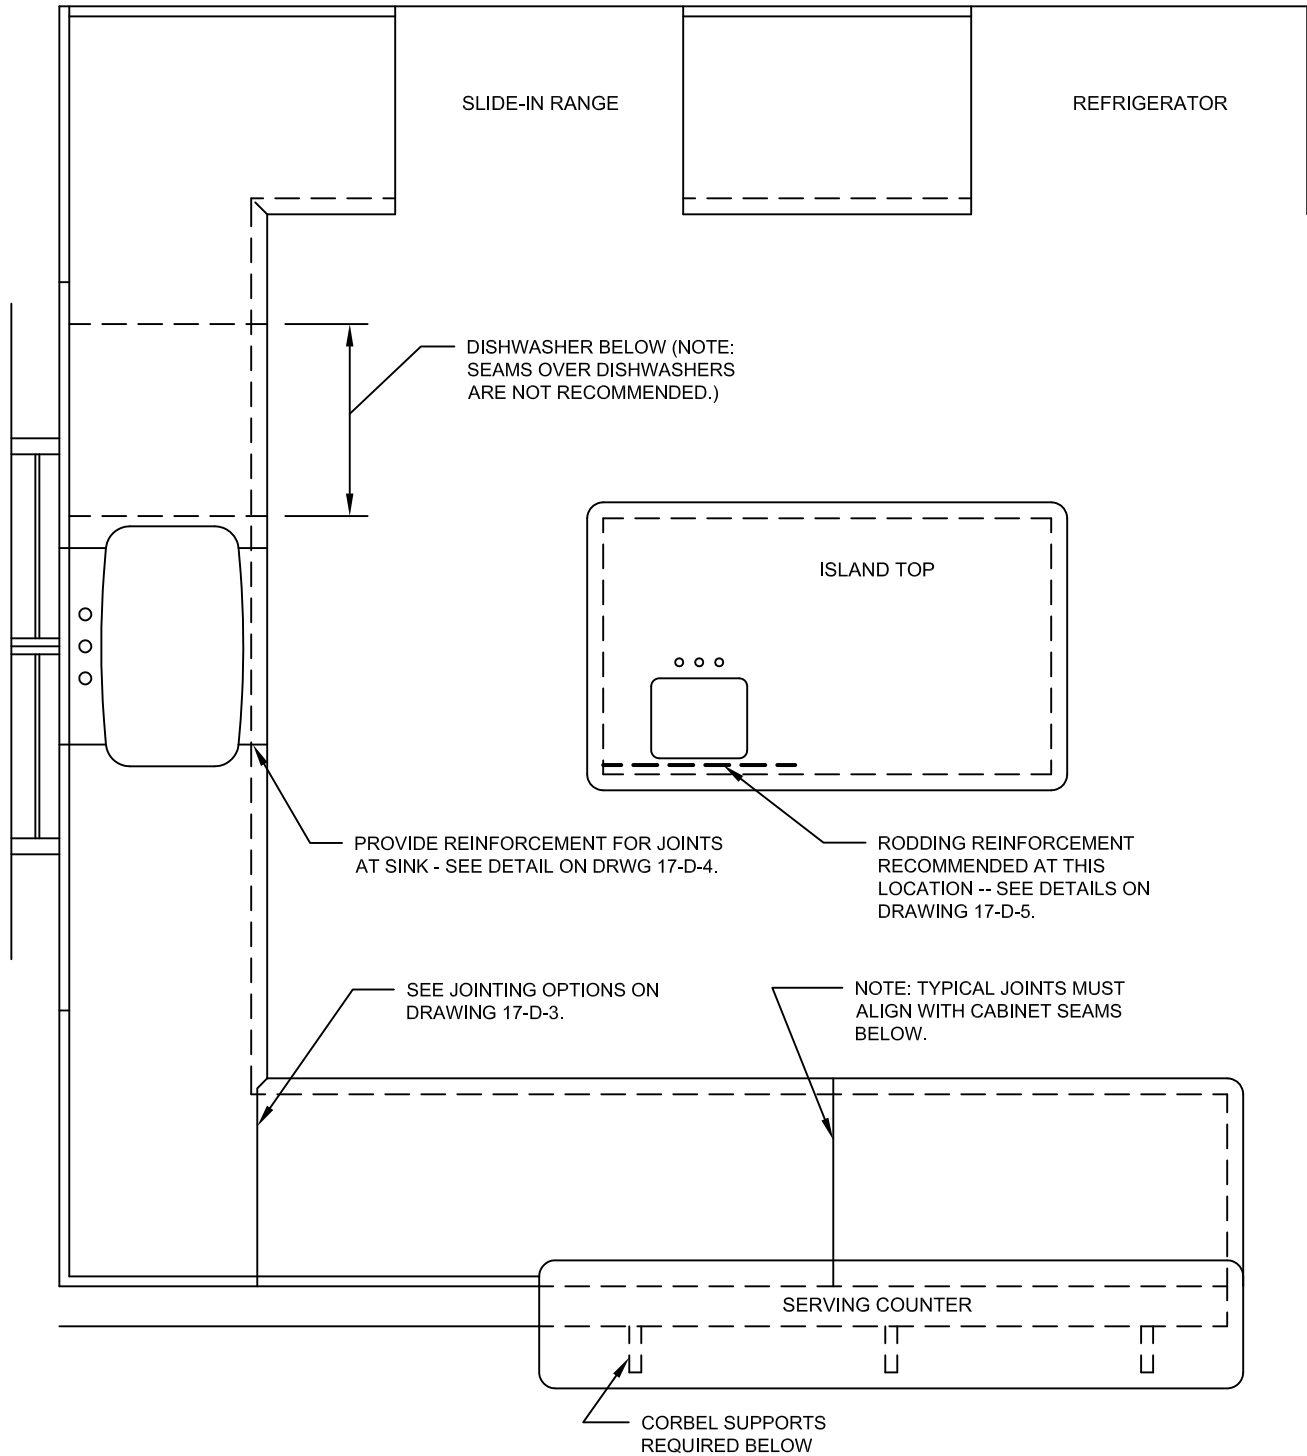 SLIDE-IN RANGE
REFRIGERATOR
DISHWASHER BELOW (NOTE:
SEAMS OVER DISHWASHERS
ARE NOT RECOMMENDED.)
ISLAND TOP
PROVIDE REINFORCEMENT FOR JOINTS
AT SINK - SEE DETAIL ON DRWG 17-D-4.
RODDING REINFORCEMENT
RECOMMENDED AT THIS
LOCATION -- SEE DETAILS ON
DRAWING 17-D-5.
SEE JOINTING OPTIONS ON
DRAWING 17-D-3.
NOTE: TYPICAL JOINTS MUST
ALIGN WITH CABINET SEAMS
BELOW.
SERVING COUNTER
CORBEL SUPPORTS
REQUIRED BELOW